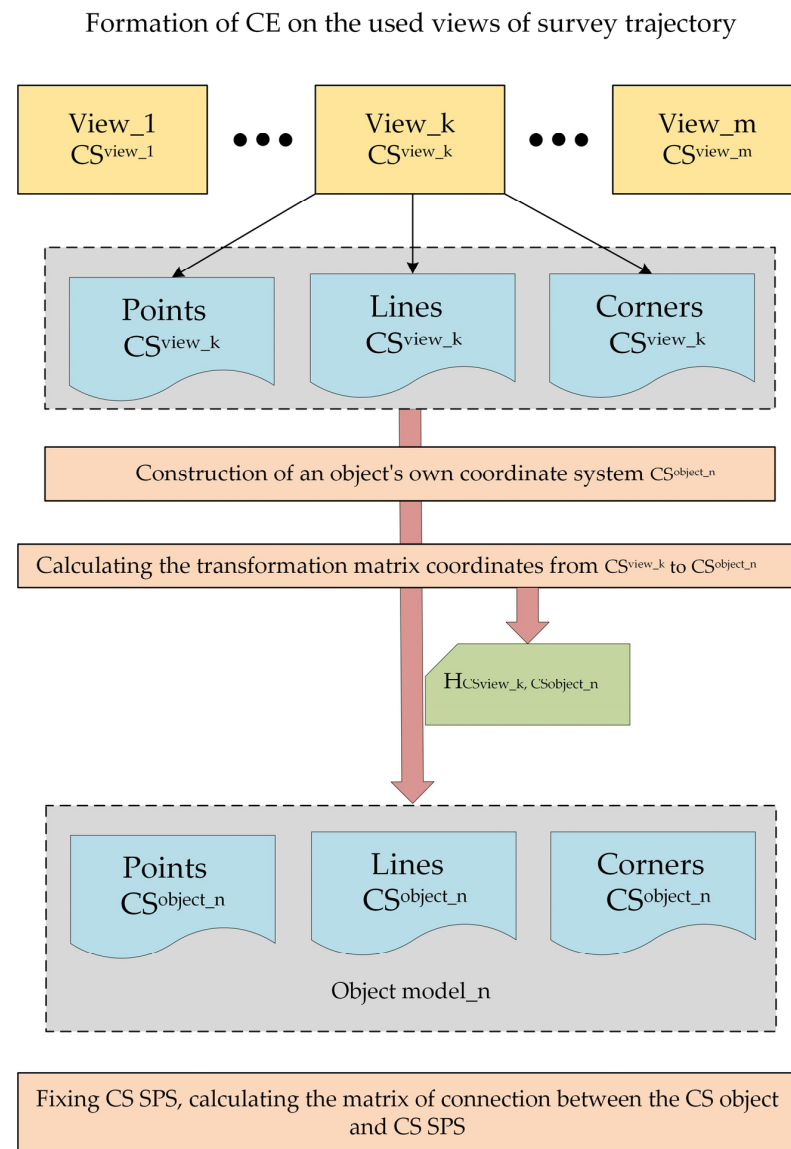 Formation of CE on the used views of survey trajectory
View_1 View_k View_m
CSview_1 CSview_k CSview_m
Points Lines Corners
CSview_k CSview_k CSview_k
Construction of an object's own coordinate system CSobject_n
Calculating the transformation matrix coordinates from CSview_k to CSobject_n
HCSview_k, CSobject_n
Points Lines Corners
CSobject_n CSobject_n CSobject_n
Object model_n
Fixing CS SPS, calculating the matrix of connection between the CS object
and CS SPS